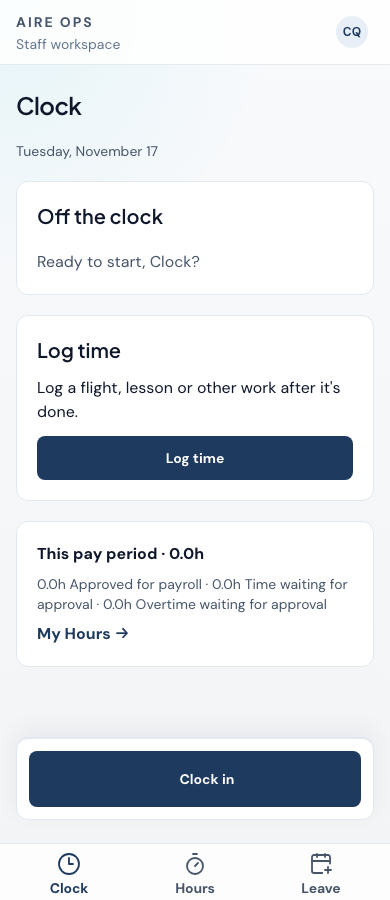 AIRE OPS
Staff workspace
CQ
Clock
Tuesday, November 17
Off the clock
Ready to start, Clock?
Log time
Log a flight, lesson or other work after it's
done.
Log time
This pay period · 0.0h
0.0h Approved for payroll · 0.0h Time waiting for
approval · 0.0h Overtime waiting for approval
My Hours →
Clock in
Clock
Hours
Leave